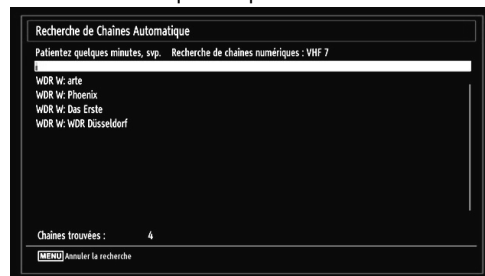 Recherche de Chaînes Automatique
Patientez quelques minutes, svp. Recherche de chaînes numériques : VHF 7
WDR W: arte
WDR W: Phoenix
WDR W: Das Erste
WDR W: WDR Düsseldorf
Chaînes trouvées : 4
MENU Annuler la recherche